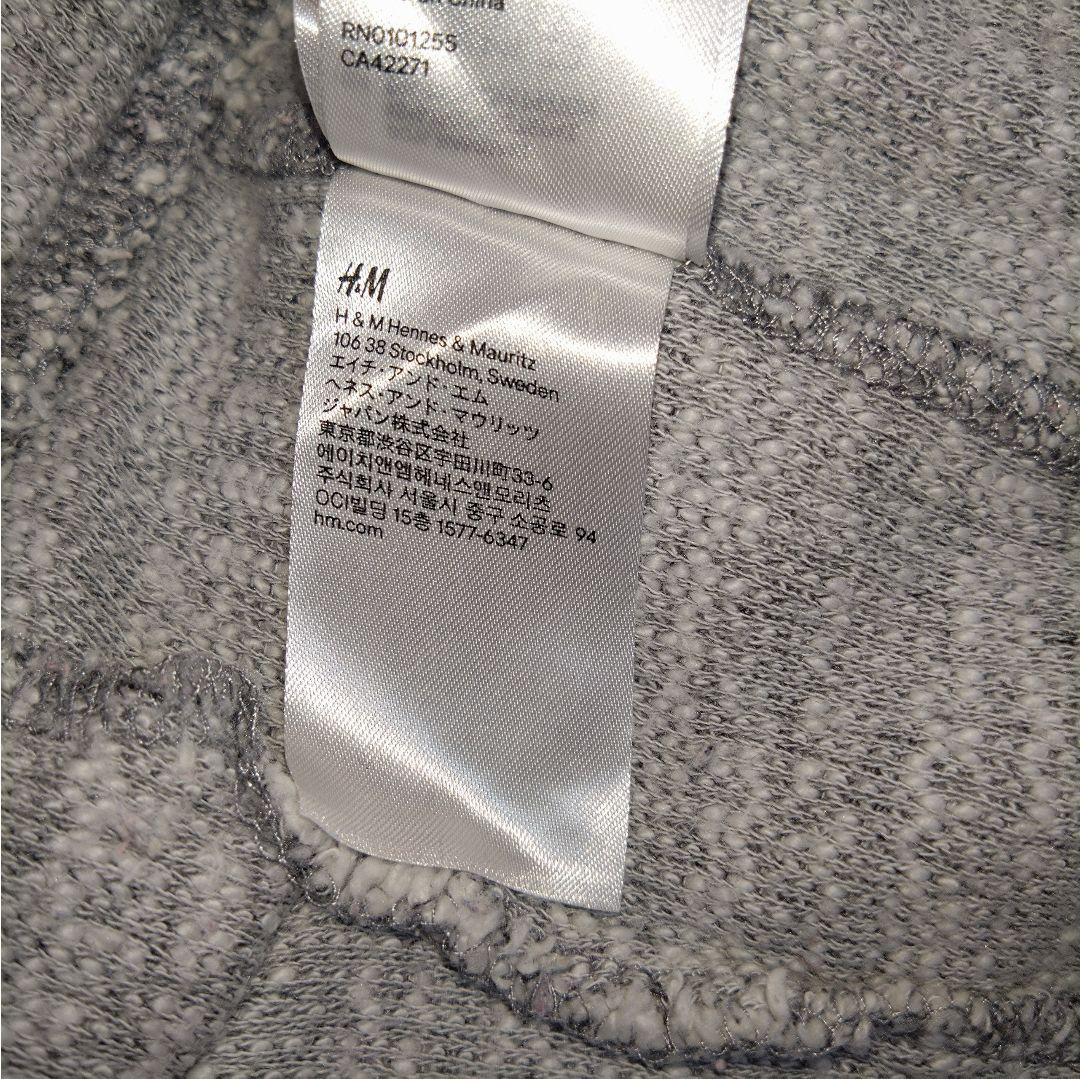 China
RN0101255
CA42271
H&M
H & M Hennes & Mauritz
106 38 Stockholm, Sweden
エイチ・アンド・エム
ヘネス・アンド・マウリッツ
ジャパン株式会社
東京都渋谷区宇田川町33-6
에이치앤엠헤네스앤모리츠
주식회사 서울시 중구 소공로 94
OCI빌딩 15층 1577-6347
hm.com